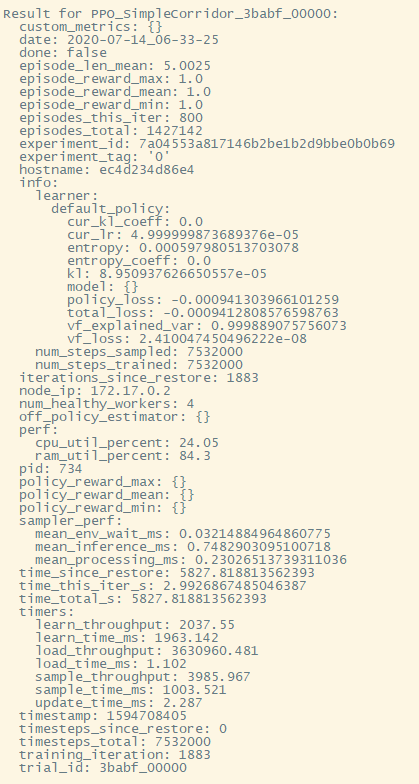 Result for PPO_SimpleCorridor_3babf_00000:
custom_metrics: {}
date: 2020-07-14_06-33-25
done: false
episode_len_mean: 5.0025
episode_reward_max: 1.0
episode_reward_mean: 1.0
episode_reward_min: 1.0
episodes_this_iter: 800
episodes_total: 1427142
experiment_id: 7a04553a817146b2be1b2d9bbe0b0b69
experiment_tag: '0'
hostname: ec4d234d86e4
info:
learner:
default_policy:
cur_kl_coeff: 0.0
cur_lr: 4.999999873689376e-05
entropy: 0.000597980513703078
entropy_coeff: 0.0
kl: 8.950937626650557e-05
model: {}
policy_loss: -0.000941303966101259
total_loss: -0.0009412808576598763
vf_explained_var: 0.999889075756073
vf_loss: 2.410047450496222e-08
num_steps_sampled: 7532000
num_steps_trained: 7532000
iterations_since_restore: 1883
node_ip: 172.17.0.2
num_healthy_workers: 4
off_policy_estimator: {}
perf:
cpu_util_percent: 24.05
ram_util_percent: 84.3
pid: 734
policy_reward_max: {}
policy_reward_mean: {}
policy_reward_min: {}
sampler_perf:
mean_env_wait_ms: 0.03214884964860775
mean_inference_ms: 0.7482903095100718
mean_processing_ms: 0.23026513739311036
time_since_restore: 5827.818813562393
time_this_iter_s: 2.9926867485046387
time_total_s: 5827.818813562393
timers:
learn_throughput: 2037.55
learn_time_ms: 1963.142
load_throughput: 3630960.481
load_time_ms: 1.102
sample_throughput: 3985.967
sample_time_ms: 1003.521
update_time_ms: 2.287
timestamp: 1594708405
timesteps_since_restore: 0
timesteps_total: 7532000
training_iteration: 1883
trial_id: 3babf_00000